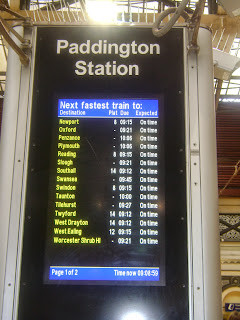 Paddington
Station
Next fastest train to:
Destination Plat Due Expected
Newport 8 09:15 On time
Oxford - 09:21 On time
Penzance - 10:06 On time
Plymouth - 10:06 On time
Reading 8 09:15 On time
Slough - 09:21 On time
Southall 14 09:12 On time
Swansea - 09:45 On time
Swindon 8 09:15 On time
Taunton - 10:00 On time
Tilehurst - 09:27 On time
Twyford 14 09:12 On time
West Drayton 14 09:12 On time
West Ealing 12 09:15 On time
Worcester Shrub Hl - 09:21 On time
Page 1 of 2 Time now 09:08:59